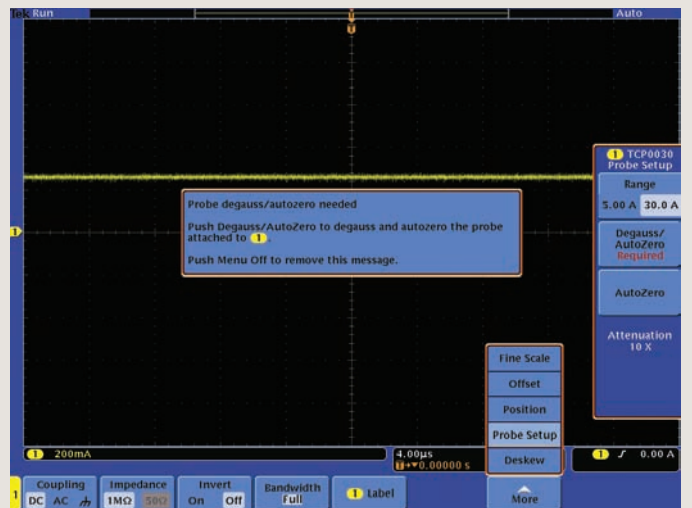 Tek Run
Auto
Probe degauss/autozero needed
Push Degauss/AutoZero to degauss and autozero the probe
attached to 1.
Push Menu Off to remove this message.
1
1 TCP0030
Probe Setup
Range
5.00 A 30.0 A
Degauss/
AutoZero
Required
AutoZero
Attenuation
10 X
Fine Scale
Offset
Position
Probe Setup
Deskew
1 200mA
4.00µs
T→▼0.00000 s
1 0.00 A
1
Coupling
DC AC
Impedance
1MΩ 50Ω
Invert
On Off
Bandwidth
Full
1 Label
More